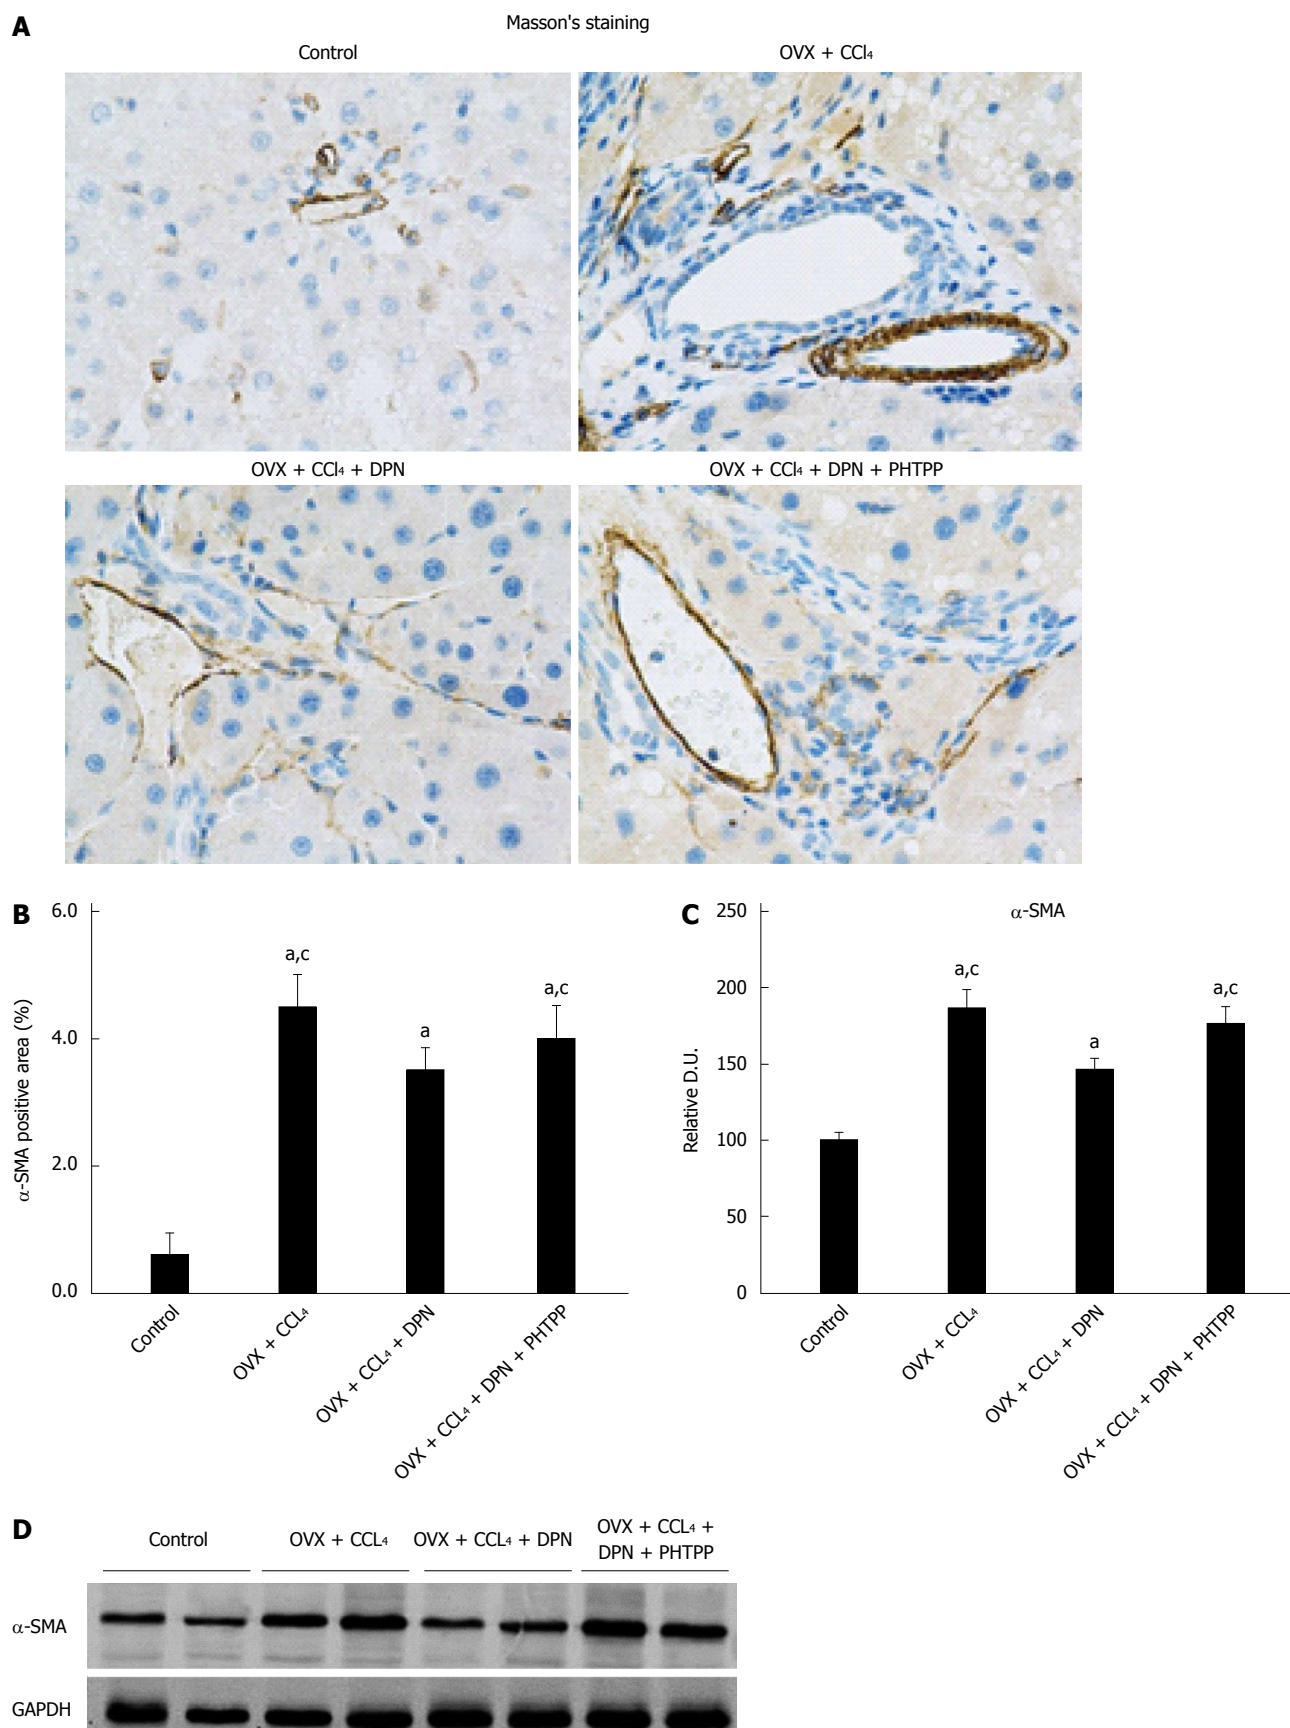 A
Masson's staining
Control
OVX + CCl₄
OVX + CCl₄ + DPN
OVX + CCl₄ + DPN + PHTPP
B
α-SMA positive area (%)
6.0
4.0
2.0
0.0
a,c
a
a,c
Control
OVX + CCL₄
OVX + CCL₄ + DPN
OVX + CCL₄ + DPN + PHTPP
C
α-SMA
Relative D.U.
250
200
150
100
50
0
a,c
a
a,c
Control
OVX + CCL₄
OVX + CCL₄ + DPN
OVX + CCL₄ + DPN + PHTPP
D
Control
OVX + CCL₄
OVX + CCL₄ + DPN
OVX + CCL₄ +
DPN + PHTPP
α-SMA
GAPDH